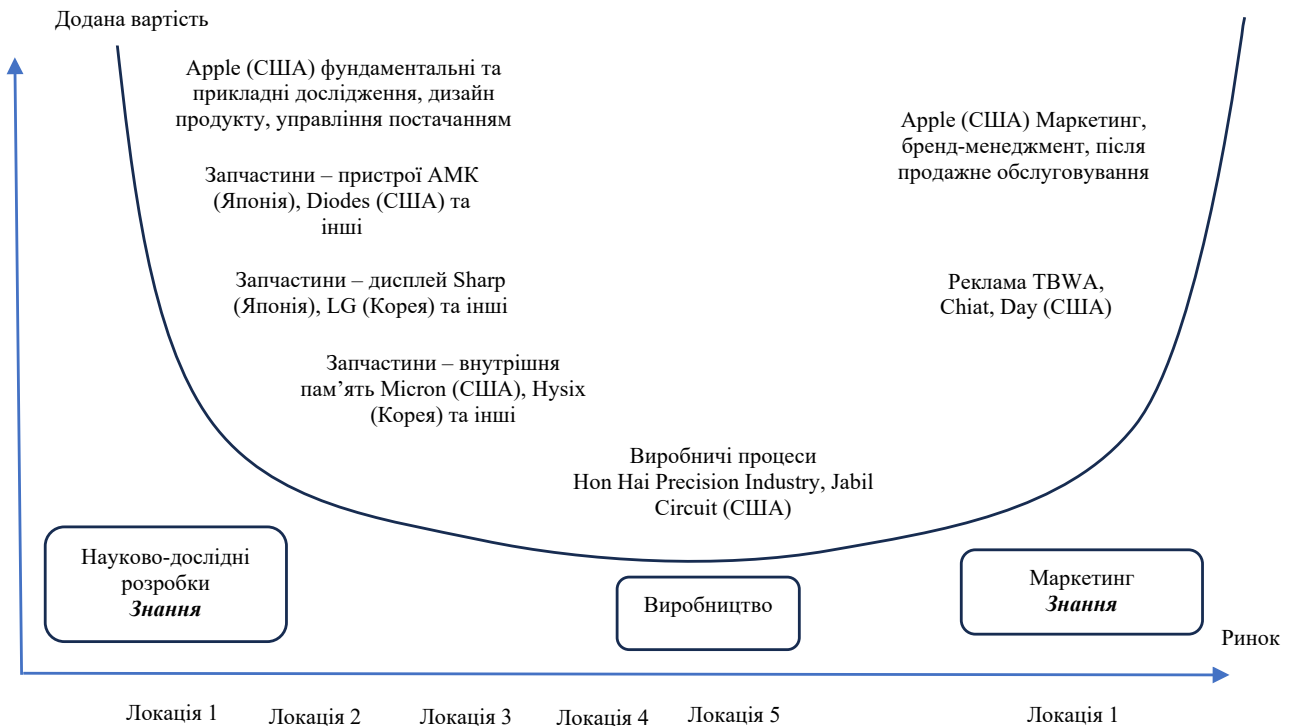 Додана вартість
Apple (США) фундаментальні та
прикладні дослідження, дизайн
продукту, управління постачанням
Запчастини – пристрої АМК
(Японія), Diodes (США) та
інші
Запчастини – дисплей Sharp
(Японія), LG (Корея) та інші
Запчастини – внутрішня
пам’ять Micron (США), Hysix
(Корея) та інші
Виробничі процеси
Hon Hai Precision Industry, Jabil
Circuit (США)
Apple (США) Маркетинг,
бренд-менеджмент, після
продажне обслуговування
Реклама TBWA,
Chiat, Day (США)
Науково-дослідні
розробки
Знання
Виробництво
Маркетинг
Знання
Ринок
Локація 1
Локація 2
Локація 3
Локація 4
Локація 5
Локація 1